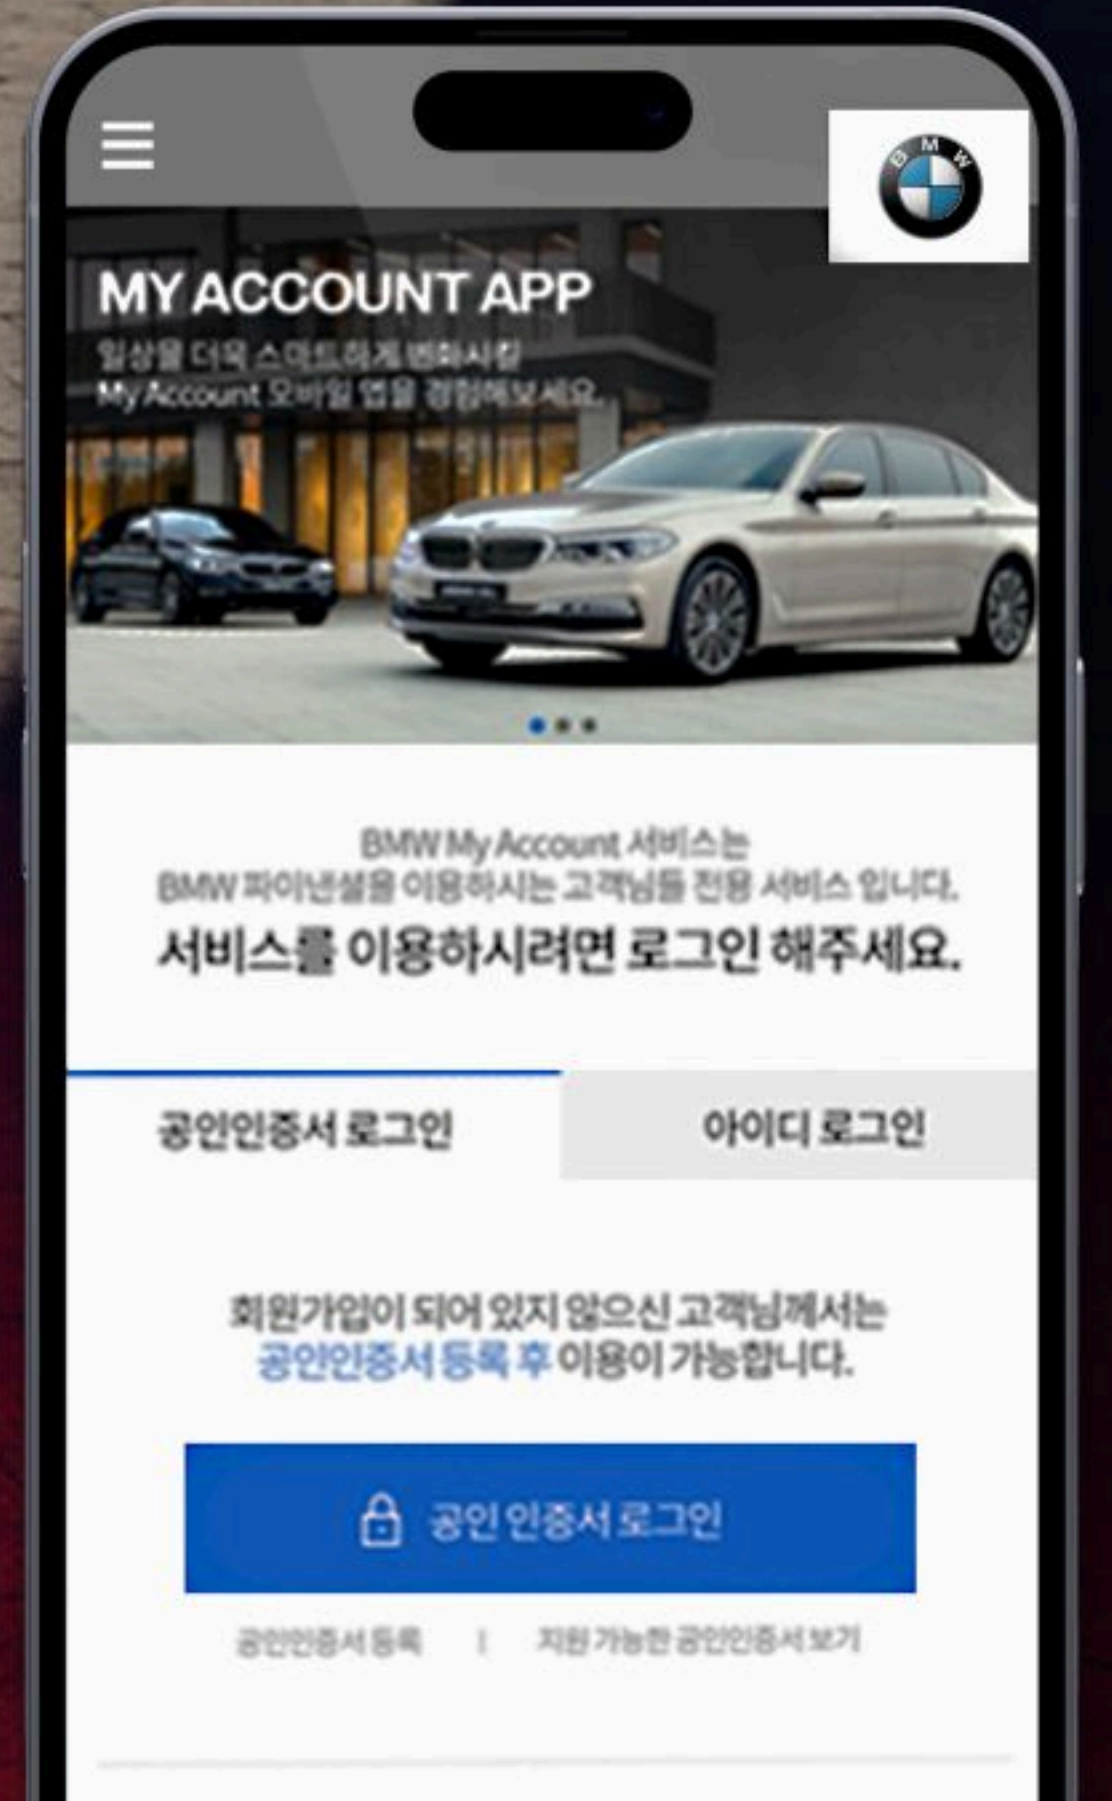 BMW
MY ACCOUNT APP
일상을 더욱 스마트하게 변화시킬
My Account 모바일 앱을 경험해보세요.
BMW My Account 서비스는
BMW 파이낸셜을 이용하시는 고객님들 전용 서비스 입니다.
서비스를 이용하시려면 로그인 해주세요.
공인인증서 로그인
아이디 로그인
회원가입이 되어 있지 않으신 고객님께서는
공인인증서 등록 후 이용이 가능합니다.
공인 인증서 로그인
공인인증서 등록 | 지원 가능한 공인인증서 보기